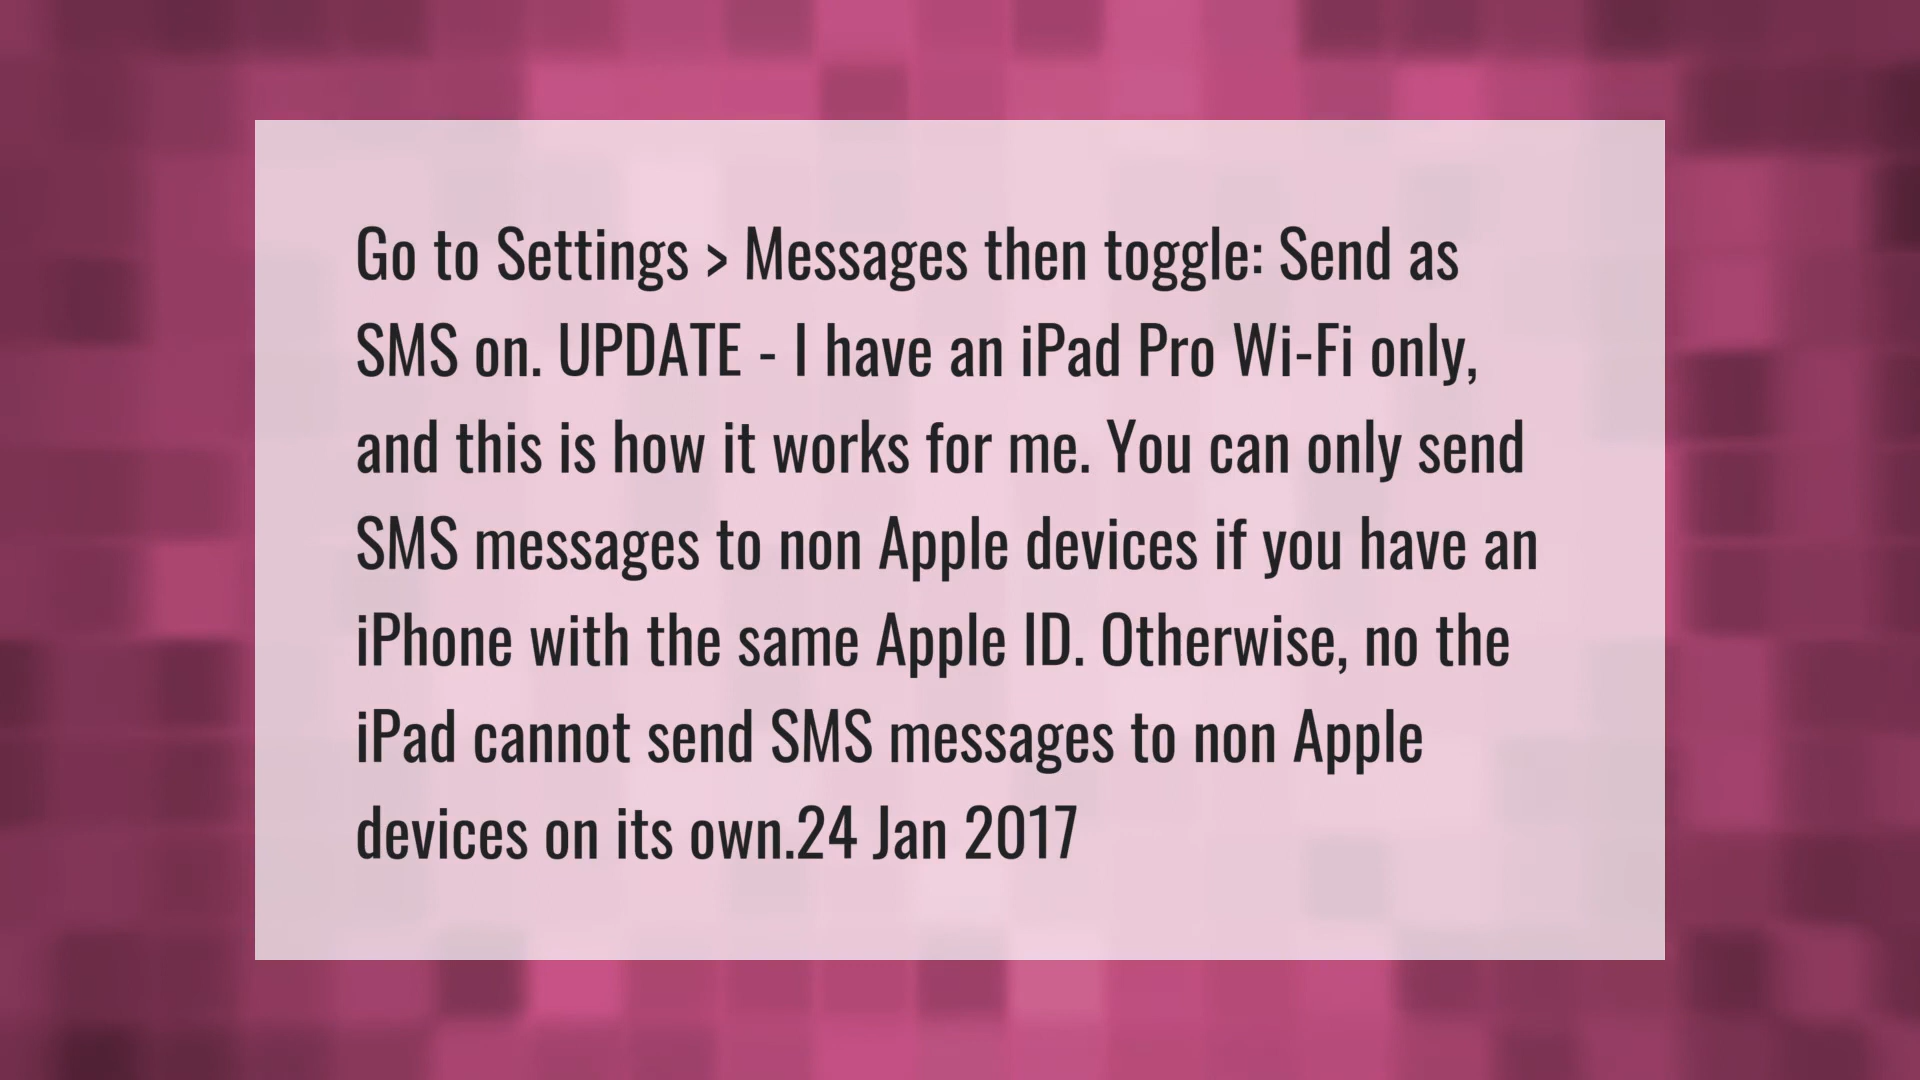 Go to Settings > Messages then toggle: Send as
SMS on. UPDATE - I have an iPad Pro Wi-Fi only,
and this is how it works for me. You can only send
SMS messages to non Apple devices if you have an
iPhone with the same Apple ID. Otherwise, no the
iPad cannot send SMS messages to non Apple
devices on its own.24 Jan 2017